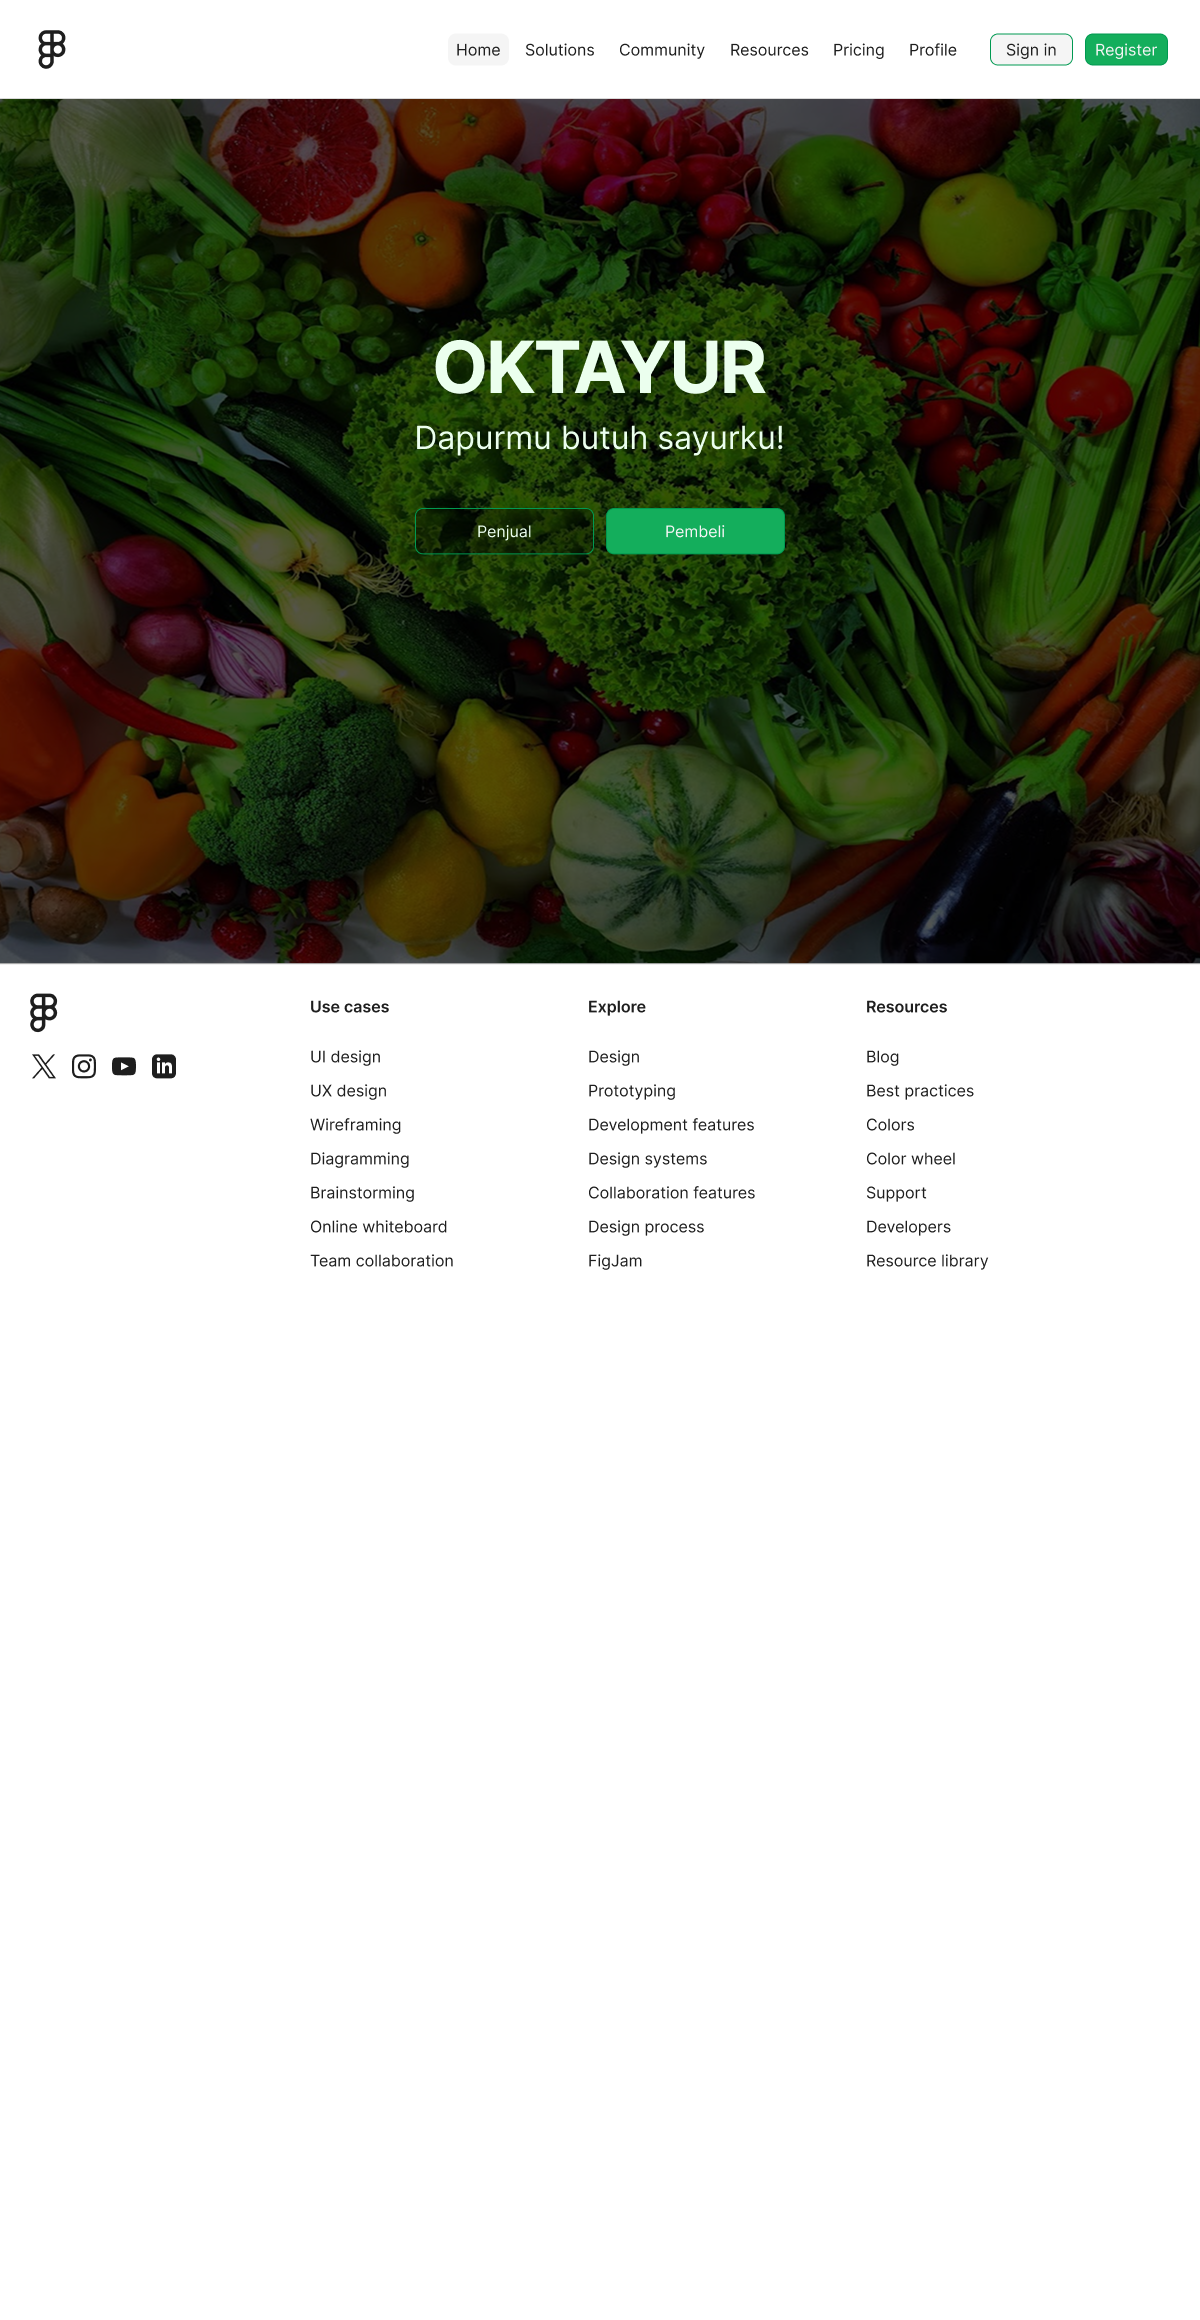 Home Solutions Community Resources Pricing Profile Sign in Register
OKTAYUR
Dapurmu butuh sayurku!
Penjual Pembeli
Use cases
UI design
UX design
Wireframing
Diagramming
Brainstorming
Online whiteboard
Team collaboration
Explore
Design
Prototyping
Development features
Design systems
Collaboration features
Design process
FigJam
Resources
Blog
Best practices
Colors
Color wheel
Support
Developers
Resource library